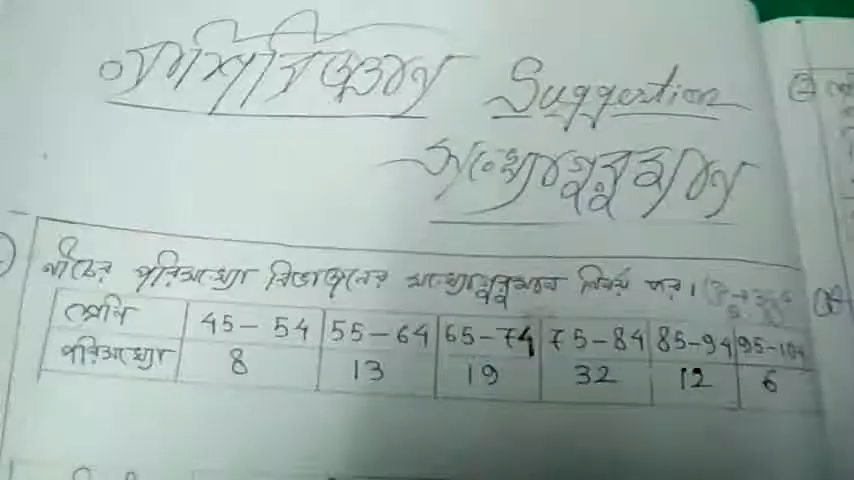 রাশিবিজ্ঞান Suggestion
সংখ্যাগুরুমান
নীচের পরিসংখ্যা বিভাজনের সংখ্যাগুরুমান নির্ণয় কর।
শ্রেণি 45-54 55-64 65-74 75-84 85-94 95-104
পরিসংখ্যা 8 13 19 32 12 6